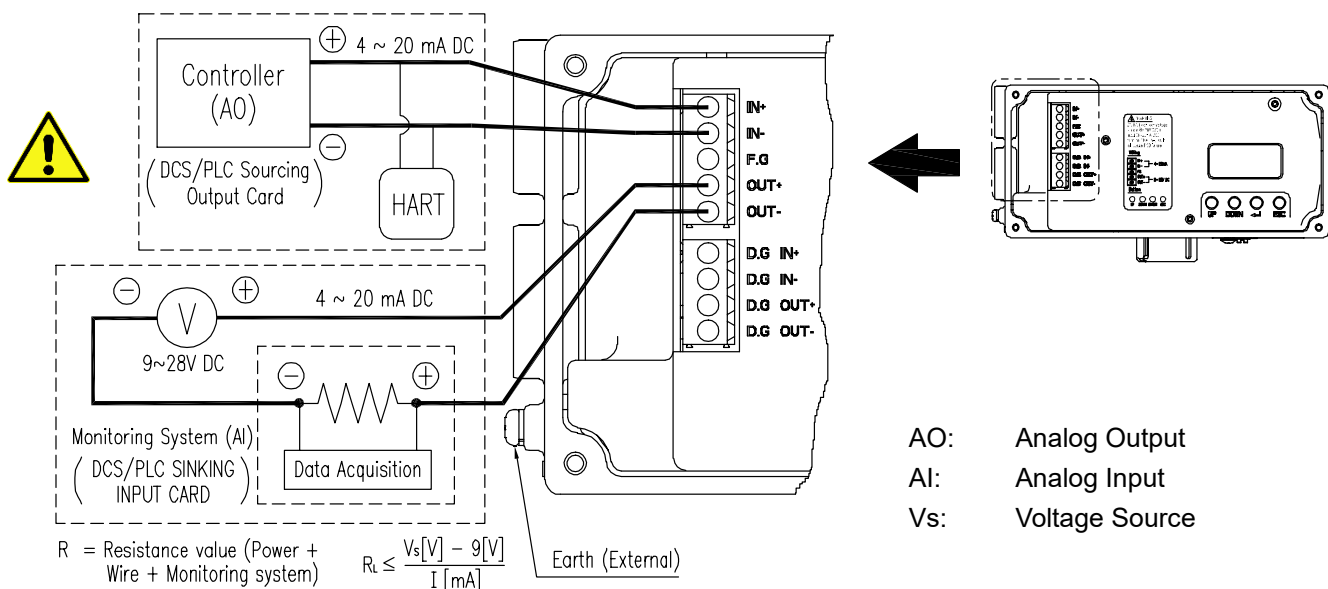 4 ~ 20 mA DC
Controller
(AO)
(DCS/PLC Sourcing
Output Card)
HART
IN+
IN-
F.G
OUT+
OUT-
D.G IN+
D.G IN-
D.G OUT+
D.G OUT-
4 ~ 20 mA DC
V
9~28V DC
Monitoring System (AI)
(DCS/PLC SINKING
INPUT CARD)
Data Acquisition
R = Resistance value (Power +
Wire + Monitoring system)
RL ≤ Vs[V] - 9[V]
I [mA]
Earth (External)
UP
DOWN
ESC
AO: Analog Output
AI: Analog Input
Vs: Voltage Source